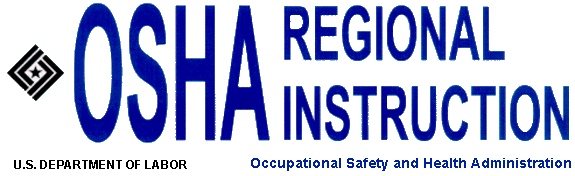 OSHA REGIONAL
INSTRUCTION
U.S. DEPARTMENT OF LABOR Occupational Safety and Health Administration